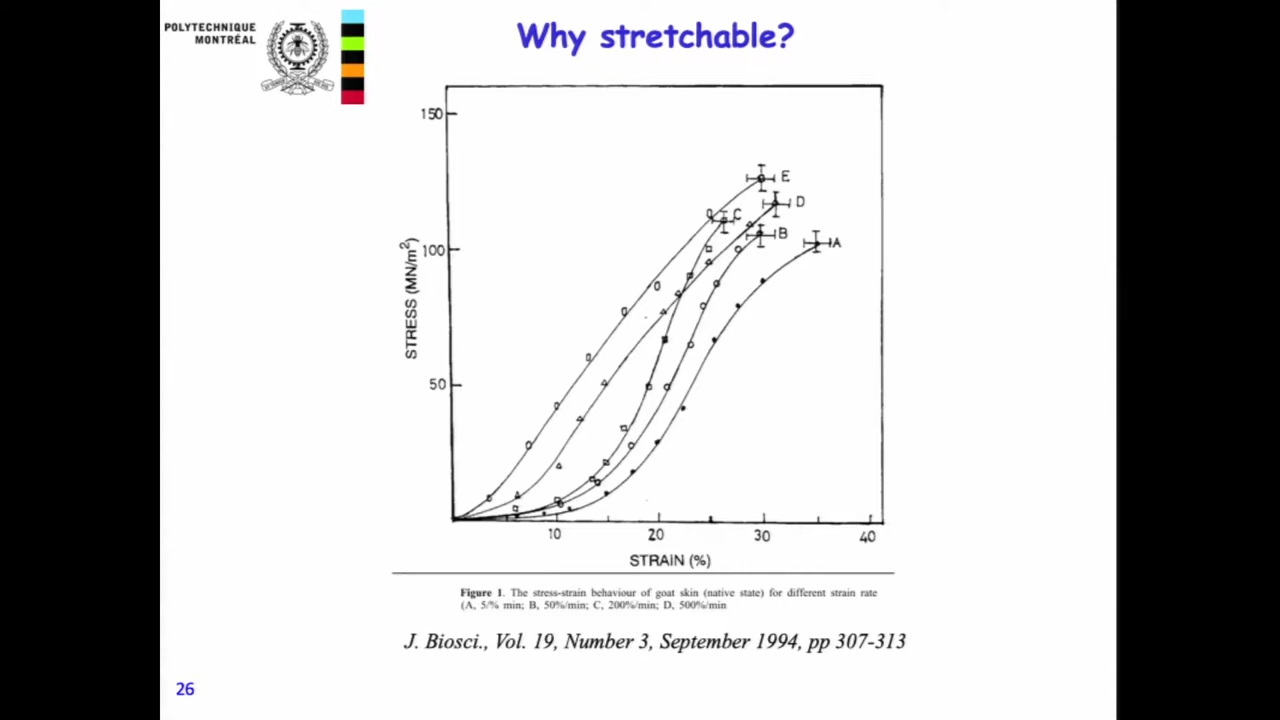 POLYTECHNIQUE
MONTRÉAL
Why stretchable?
150
100
50
STRESS (MN/m²)
E
D
C
B
A
10
20
30
40
STRAIN (%)
Figure 1. The stress-strain behaviour of goat skin (native state) for different strain rate
(A, 5/% min; B, 50%/min; C, 200%/min; D, 500%/min
J. Biosci., Vol. 19, Number 3, September 1994, pp 307-313
26